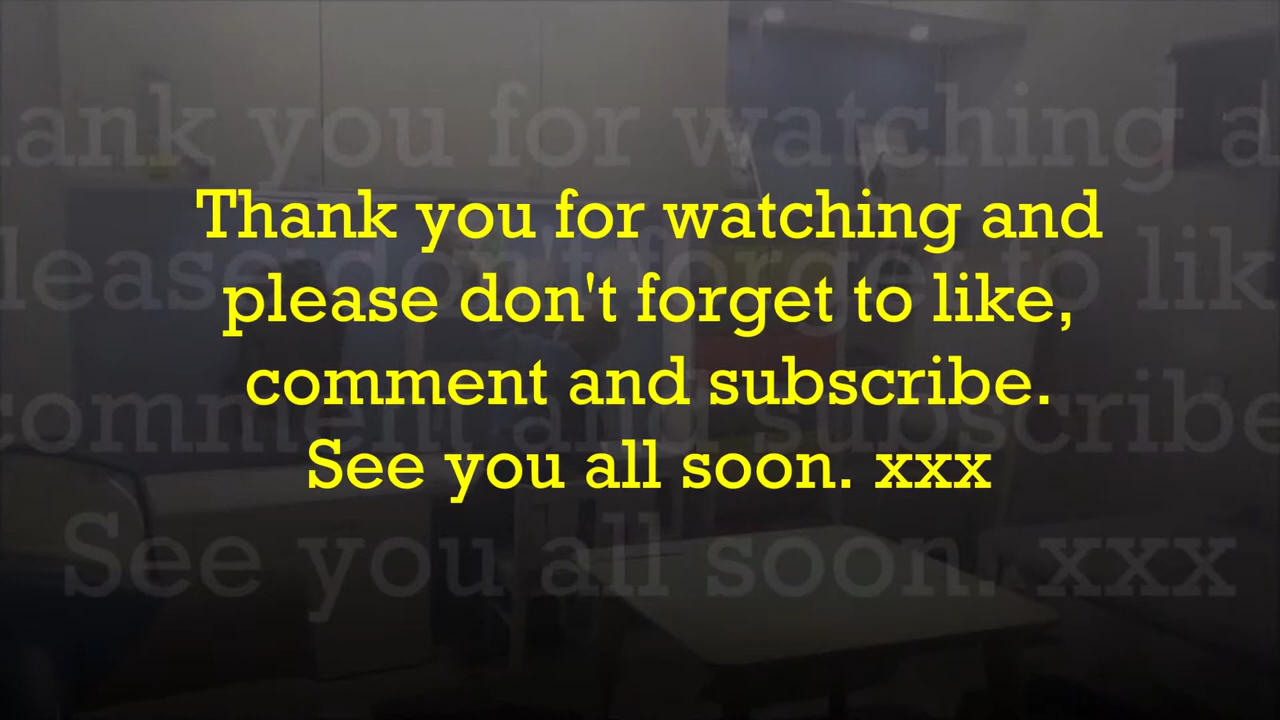 Thank you for watching and
please don't forget to like,
comment and subscribe.
See you all soon. xxx